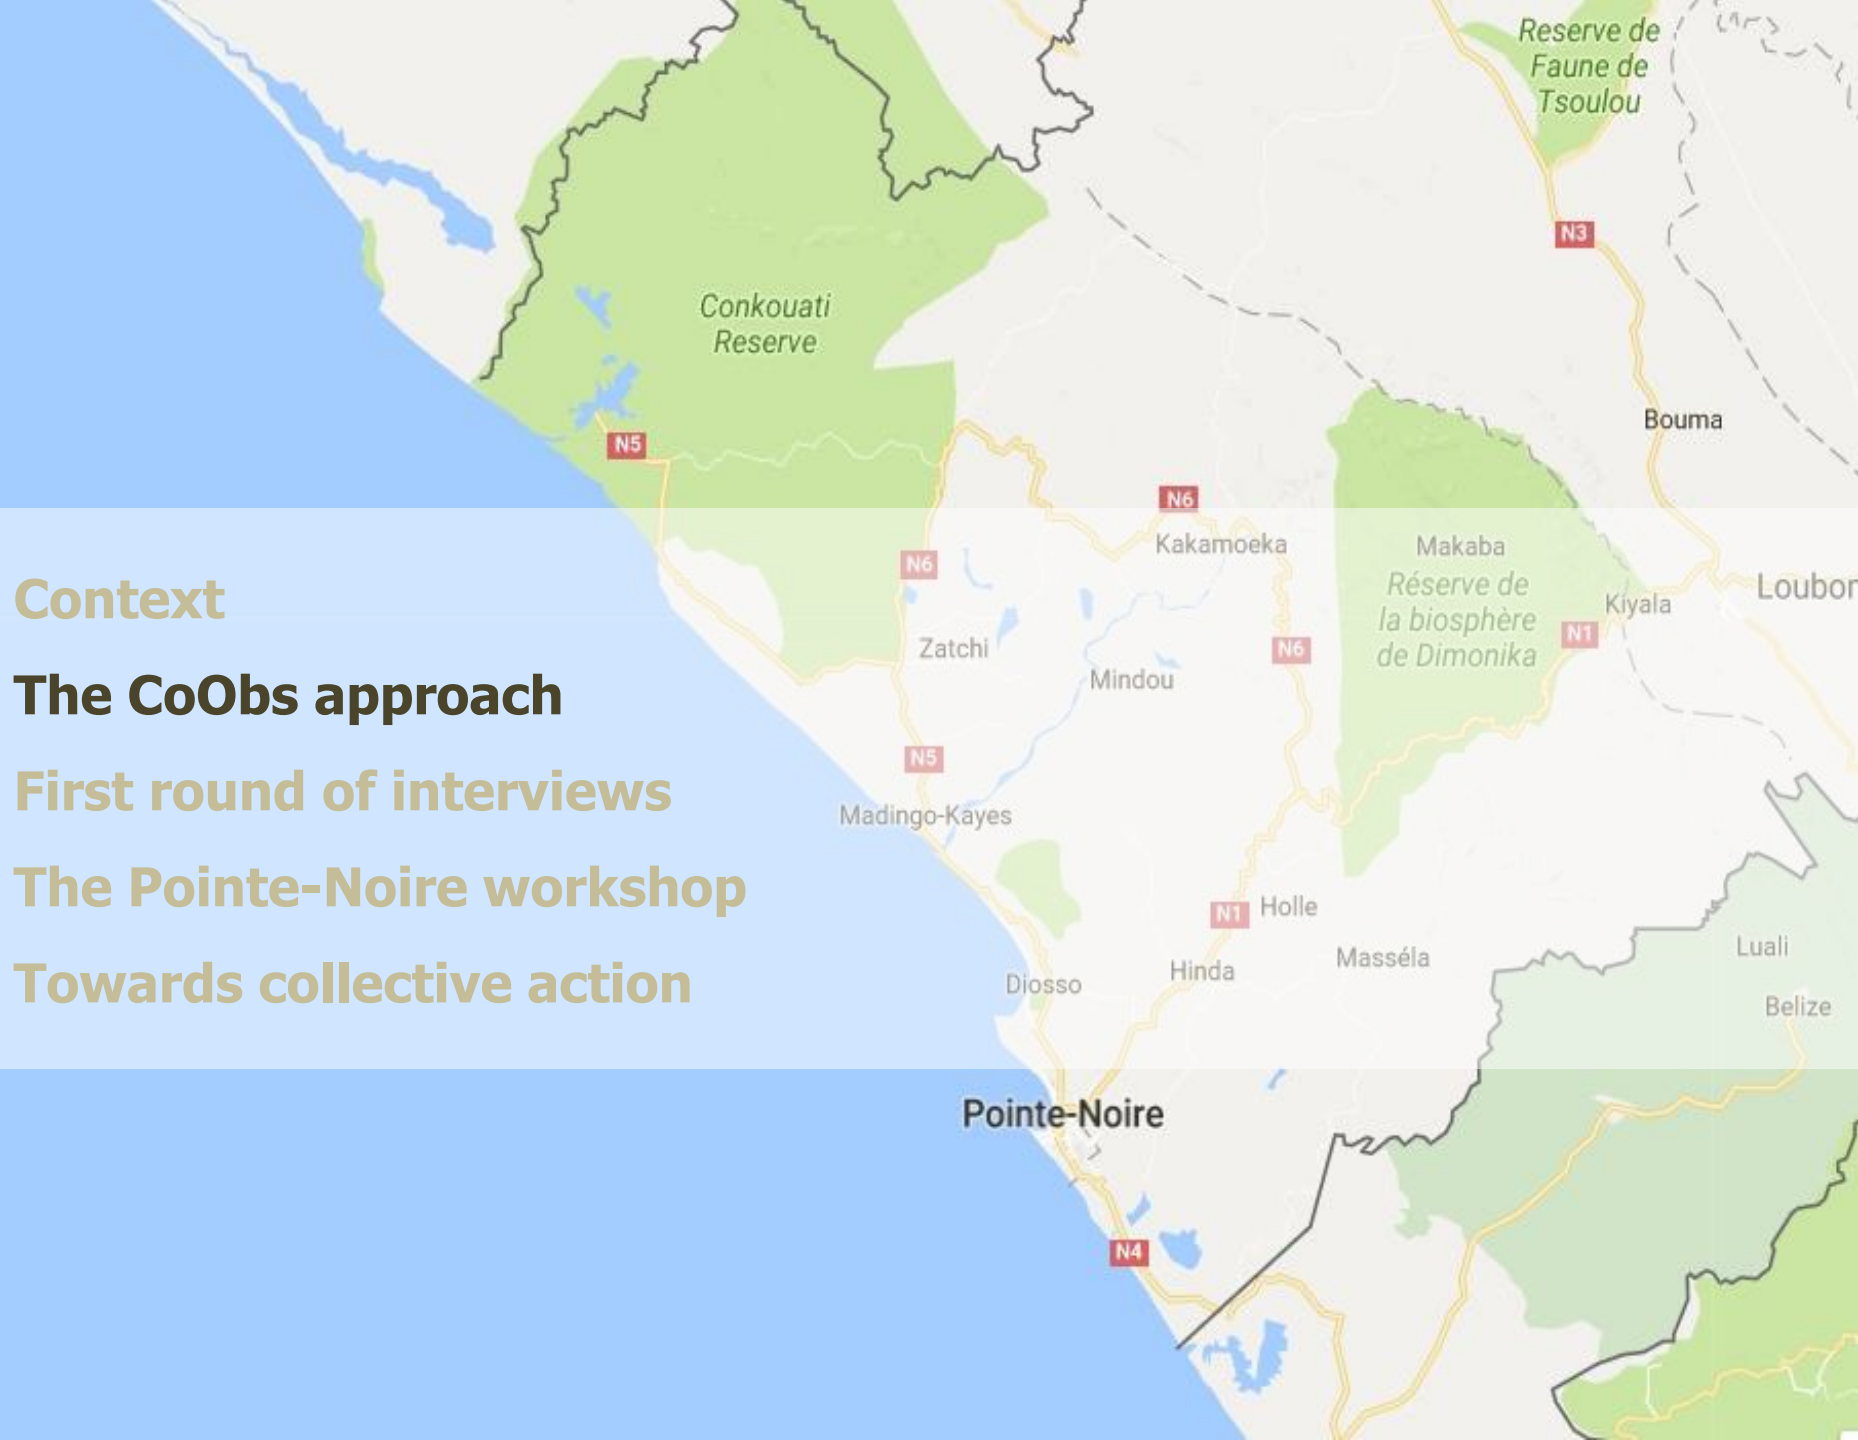 Reserve de
Faune de
Tsoulou
N3
Conkouati
Reserve
Bouma
N5
N6
Kakamoeka
Makaba
Réserve de
la biosphère
de Dimonika
N6
Kiyala
Loubor
N1
Zatchi
N6
Mindou
N5
Madingo-Kayes
Context
The CoObs approach
First round of interviews
The Pointe-Noire workshop
Towards collective action
N1
Holle
Masséla
Luali
Hinda
Diosso
Belize
Pointe-Noire
N4